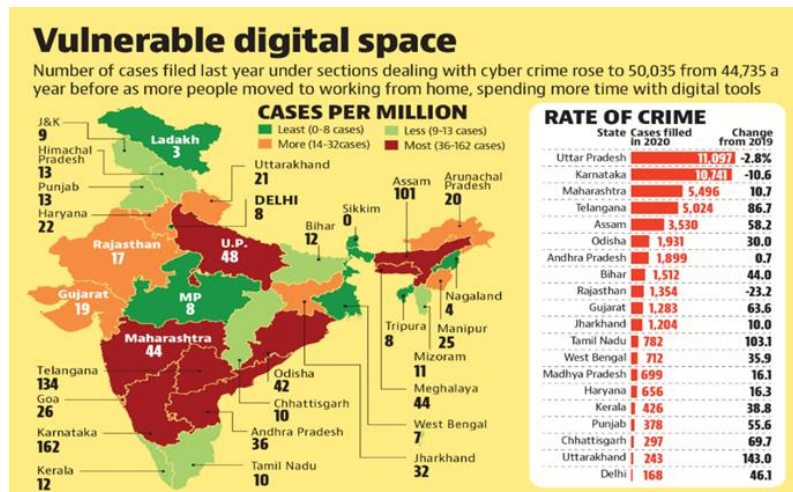 Vulnerable digital space
Number of cases filed last year under sections dealing with cyber crime rose to 50,035 from 44,735 a
year before as more people moved to working from home, spending more time with digital tools
CASES PER MILLION
Least (0-8 cases)
Less (9-13 cases)
More (14-32cases)
Most (36-162 cases)
J&K
9
Ladakh
3
Himachal
Pradesh
13
Punjab
13
Haryana
22
Uttarakhand
21
DELHI
8
Rajasthan
17
U.P.
48
Bihar
12
Sikkim
0
Assam
101
Arunachal
Pradesh
20
Gujarat
19
MP
8
Nagaland
4
Tripura
8
Manipur
25
Mizoram
11
Meghalaya
44
Maharashtra
44
Telangana
134
Goa
26
Karnataka
162
Kerala
12
Odisha
42
Chhattisgarh
10
Andhra Pradesh
36
Tamil Nadu
10
West Bengal
7
Jharkhand
32
RATE OF CRIME
State Cases filled in 2020 Change from 2019
Uttar Pradesh 11,097 -2.8%
Karnataka 10,741 -10.6
Maharashtra 5,496 10.7
Telangana 5,024 86.7
Assam 3,530 58.2
Odisha 1,931 30.0
Andhra Pradesh 1,899 0.7
Bihar 1,512 44.0
Rajasthan 1,354 -23.2
Gujarat 1,283 63.6
Jharkhand 1,204 10.0
Tamil Nadu 782 103.1
West Bengal 712 35.9
Madhya Pradesh 699 16.1
Haryana 656 16.3
Kerala 426 38.8
Punjab 378 55.6
Chhattisgarh 297 69.7
Uttarakhand 243 143.0
Delhi 168 46.1